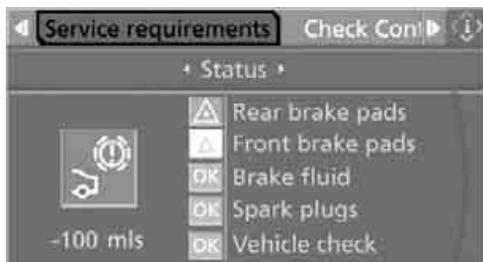 Service requirements Check Con
Status
Rear brake pads
Front brake pads
OK Brake fluid
OK Spark plugs
-100 mls OK Vehicle check